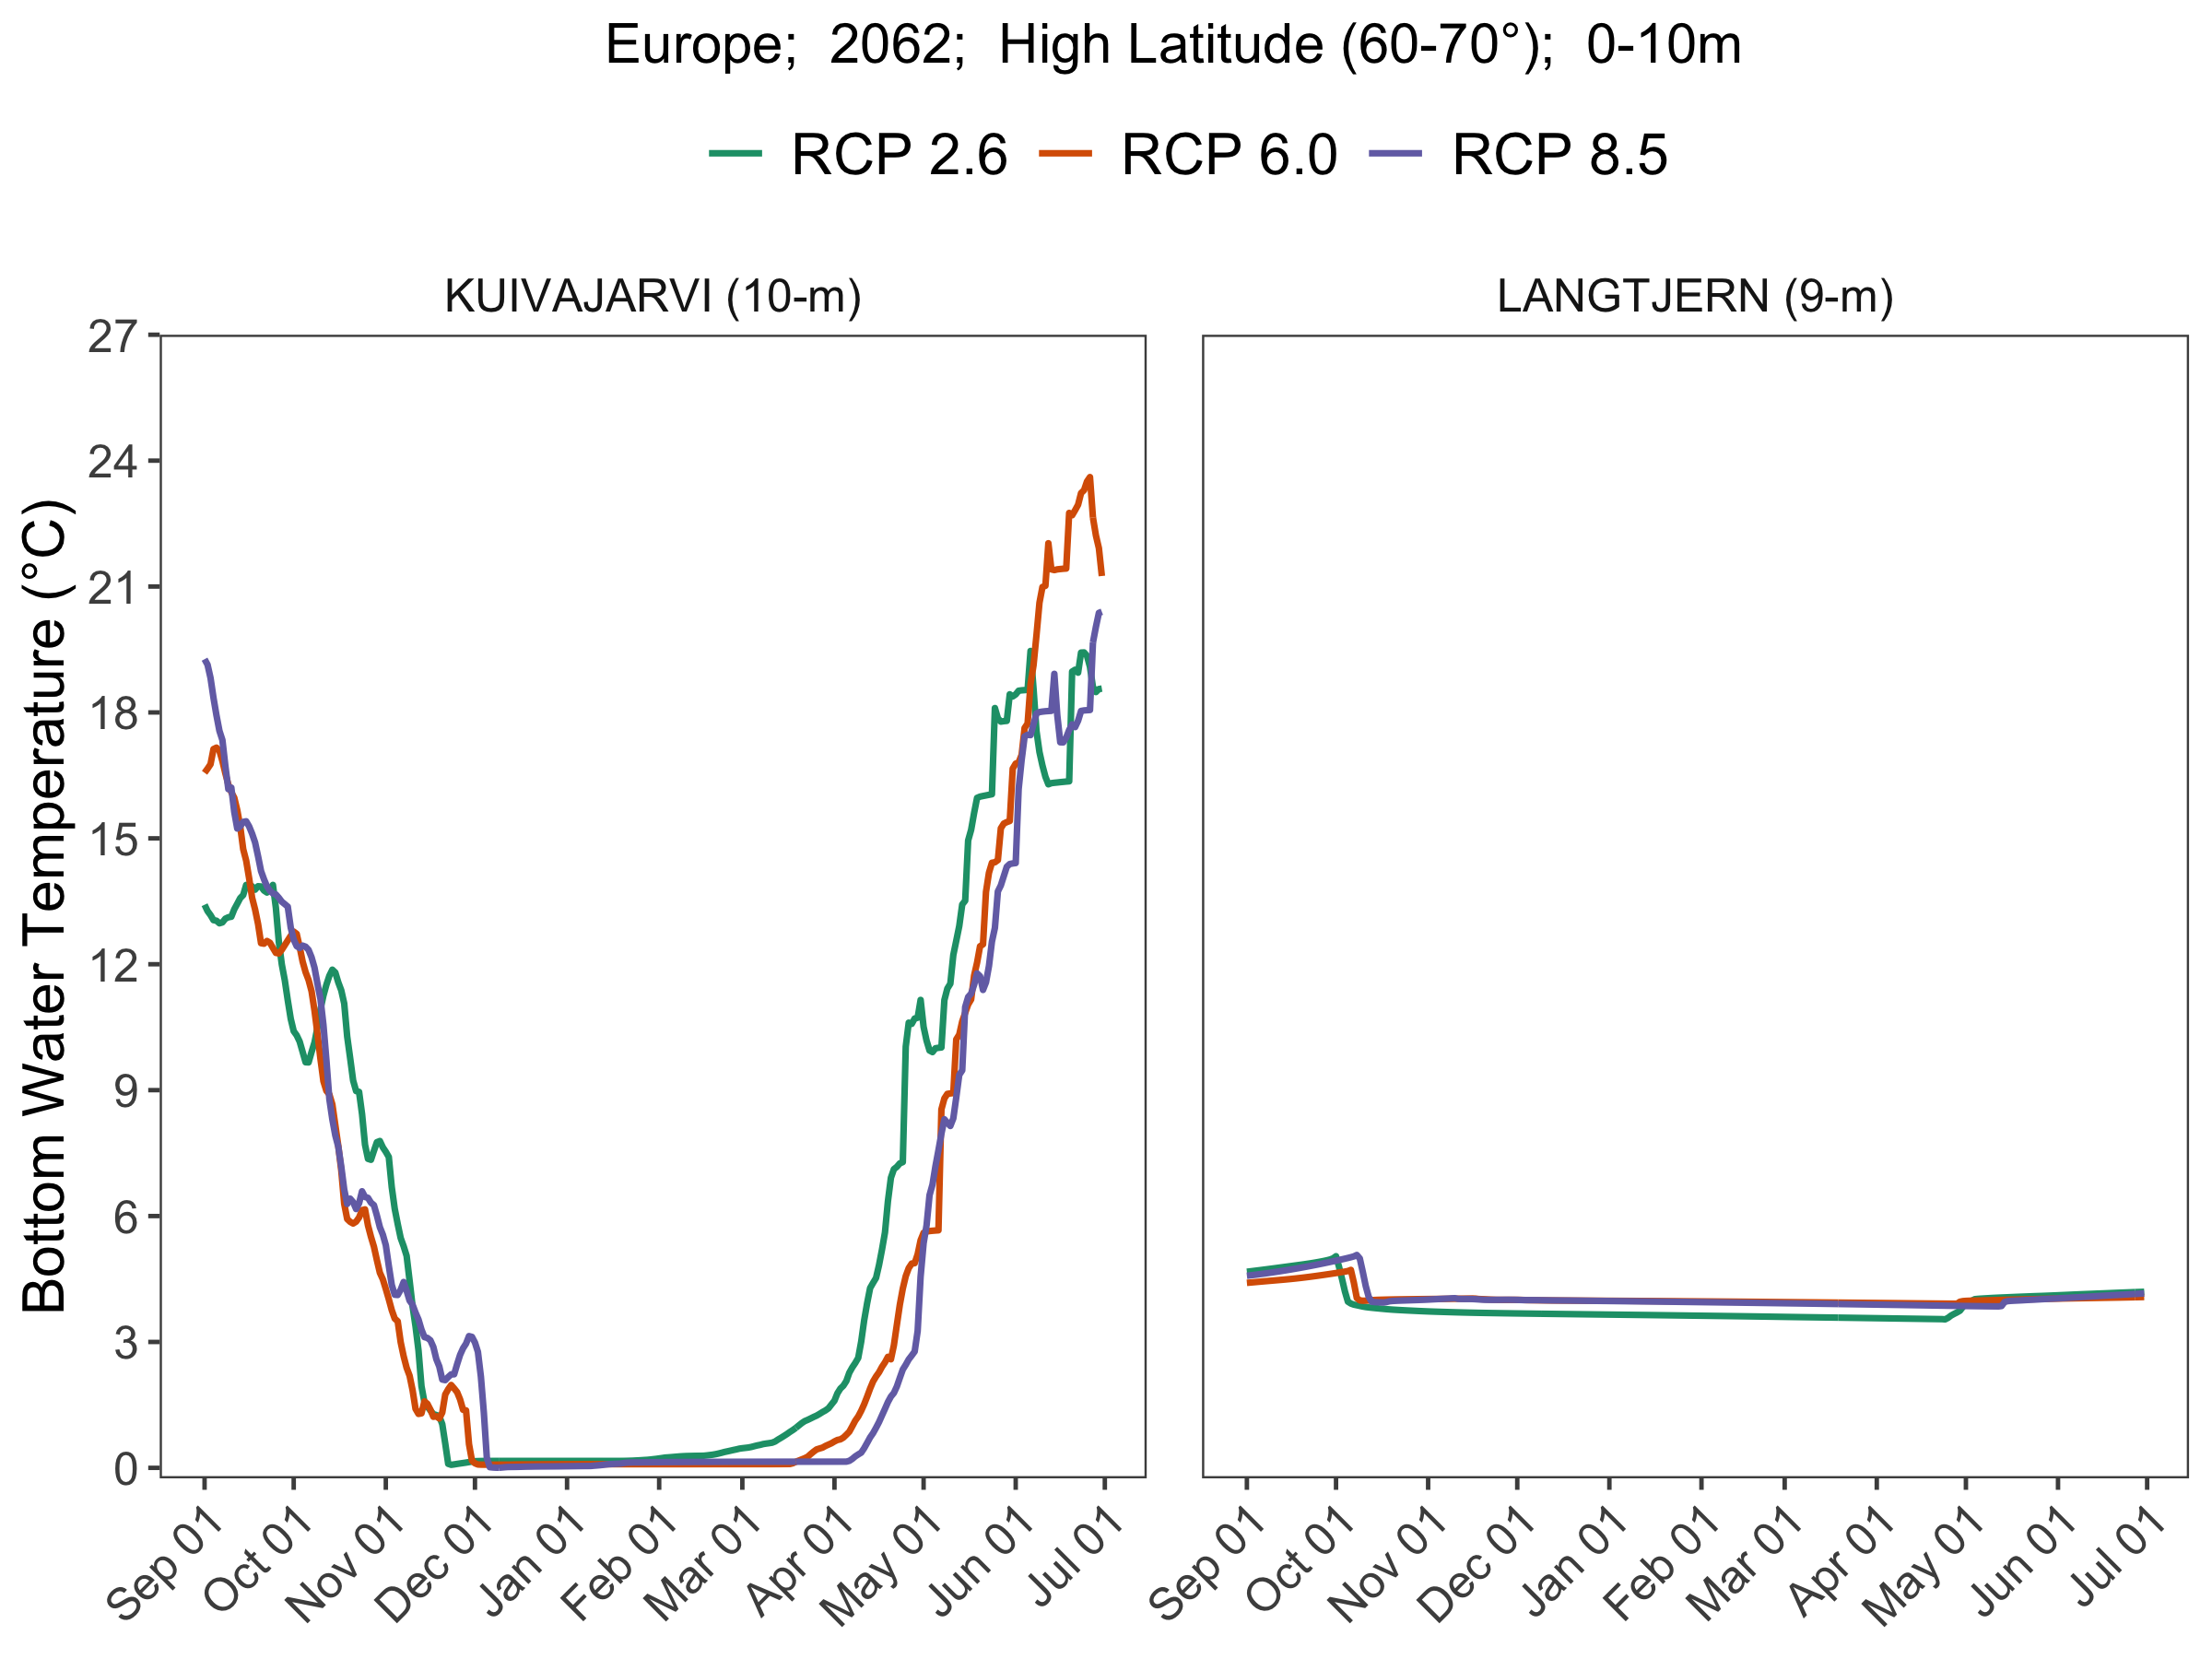 Europe;  2062;  High Latitude (60-70°);  0-10m
RCP 2.6 RCP 6.0 RCP 8.5
KUIVAJARVI (10-m)
LANGTJERN (9-m)
Bottom Water Temperature (°C)
27
24
21
18
15
12
9
6
3
0
Sep 01 Oct 01 Nov 01 Dec 01 Jan 01 Feb 01 Mar 01 Apr 01 May 01 Jun 01 Jul 01
Sep 01 Oct 01 Nov 01 Dec 01 Jan 01 Feb 01 Mar 01 Apr 01 May 01 Jun 01 Jul 01